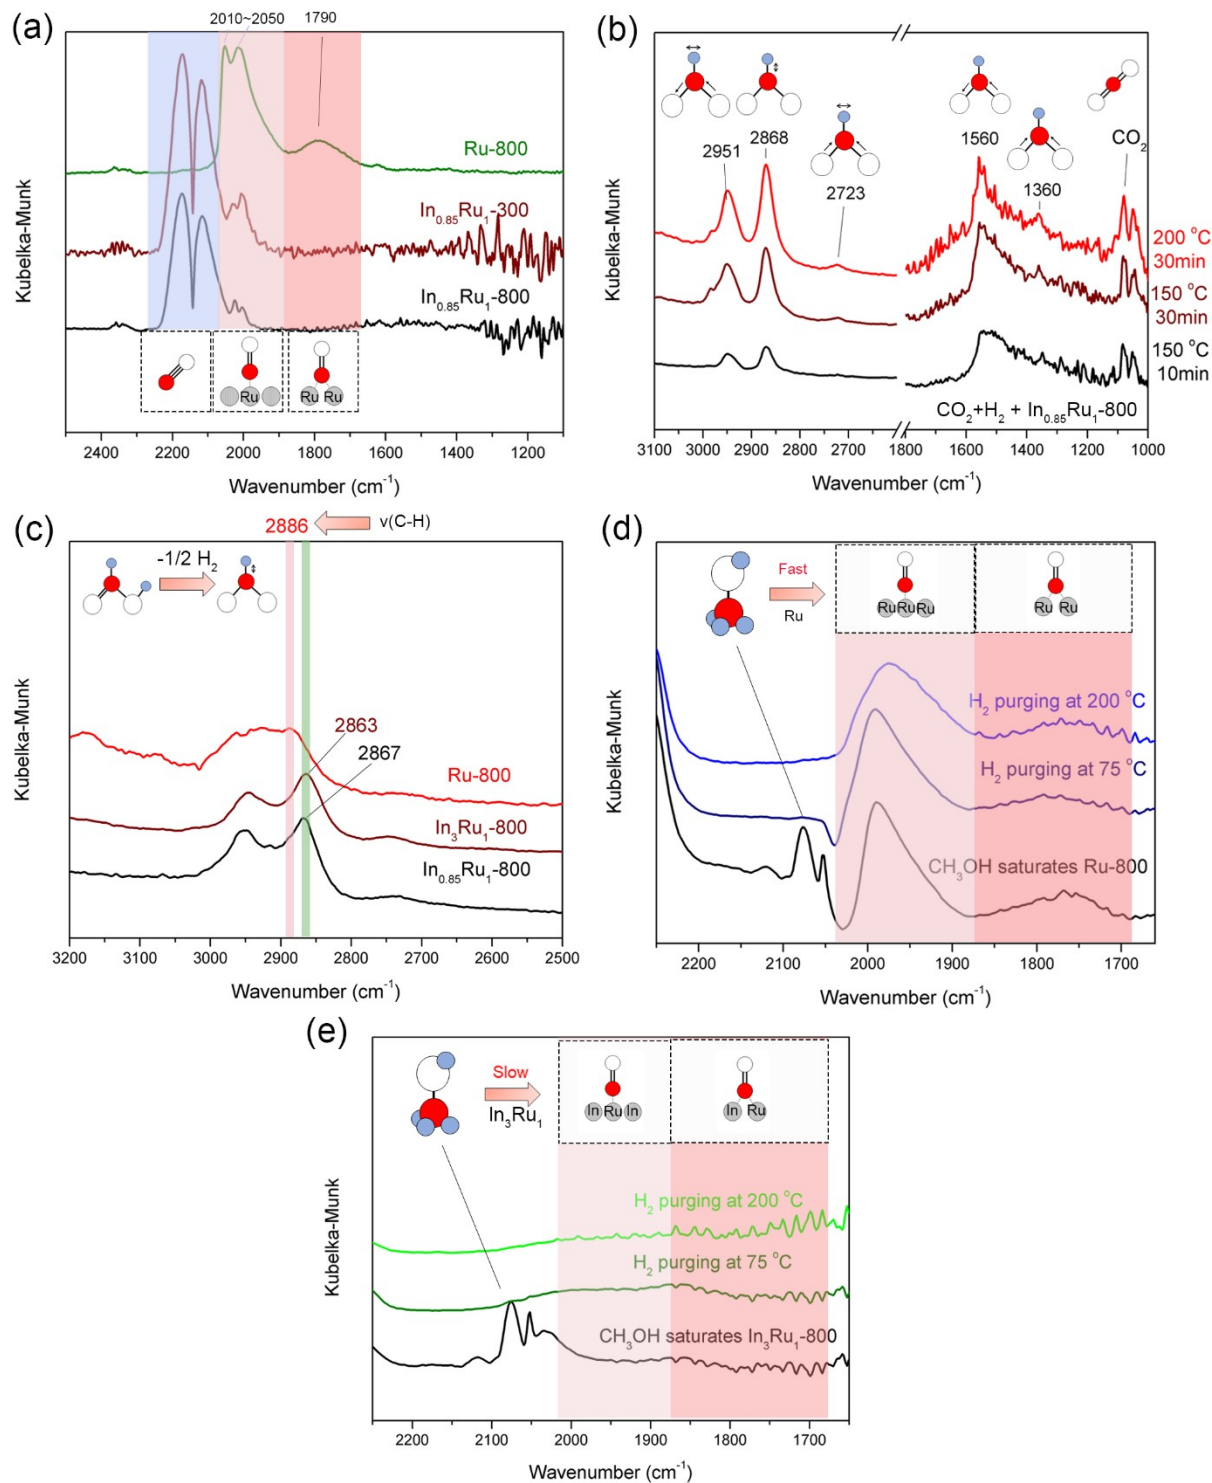 (a)
2010~2050
1790
Ru-800
In0.85Ru1-300
In0.85Ru1-800
Ru
Ru Ru
Kubelka-Munk
2400 2200 2000 1800 1600 1400 1200
Wavenumber (cm-1)
(b)
2951
2868
2723
1560
1360
CO2
200 °C
30min
150 °C
30min
150 °C
10min
CO2+H2 + In0.85Ru1-800
Kubelka-Munk
3100 3000 2900 2800 2700 1800 1600 1400 1200 1000
Wavenumber (cm-1)
(c)
2886
v(C-H)
-1/2 H2
2863
2867
Ru-800
In3Ru1-800
In0.85Ru1-800
Kubelka-Munk
3200 3100 3000 2900 2800 2700 2600 2500
Wavenumber (cm-1)
(d)
Fast
Ru
Ru Ru Ru
Ru Ru
H2 purging at 200 °C
H2 purging at 75 °C
CH3OH saturates Ru-800
Kubelka-Munk
2200 2100 2000 1900 1800 1700
Wavenumber (cm-1)
(e)
Slow
In3Ru1
In Ru In
In Ru
H2 purging at 200 °C
H2 purging at 75 °C
CH3OH saturates In3Ru1-800
Kubelka-Munk
2200 2100 2000 1900 1800 1700
Wavenumber (cm-1)